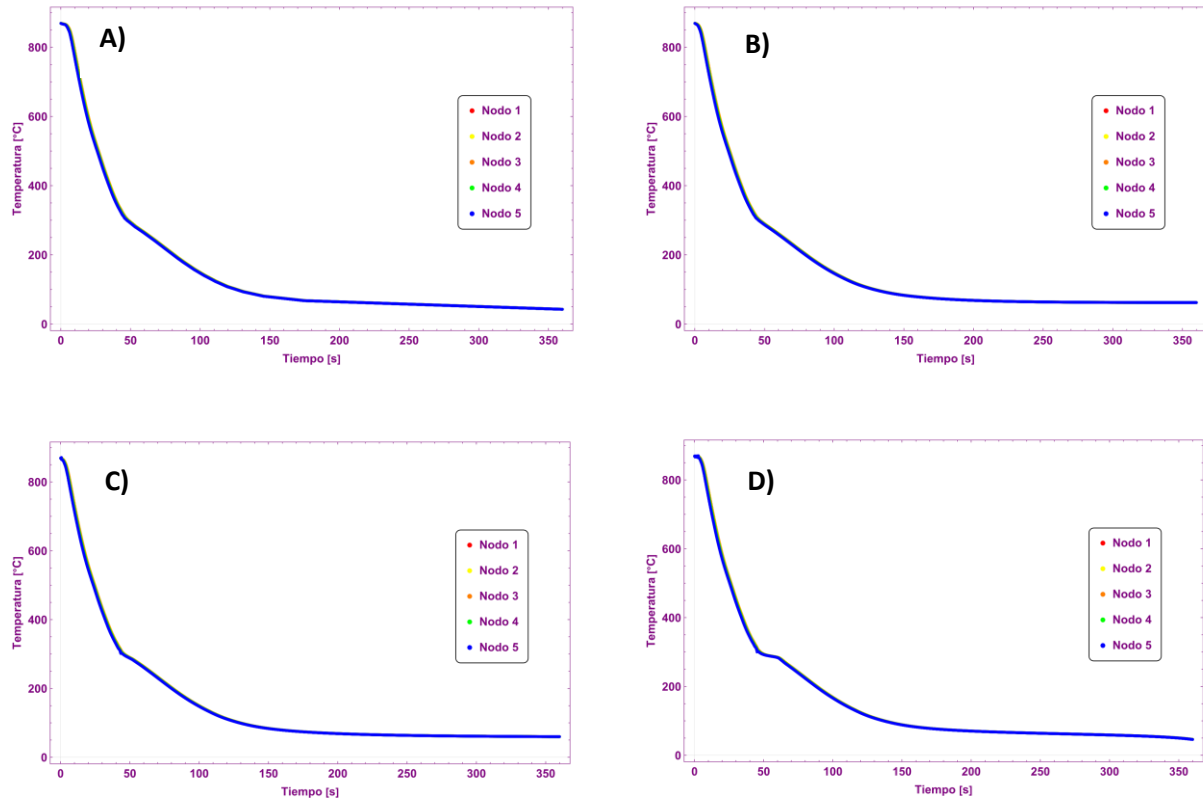 A)
Temperatura [°C]
800
600
400
200
0
Nodo 1
Nodo 2
Nodo 3
Nodo 4
Nodo 5
0 50 100 150 200 250 300 350
Tiempo [s]
B)
Temperatura [°C]
800
600
400
200
0
Nodo 1
Nodo 2
Nodo 3
Nodo 4
Nodo 5
0 50 100 150 200 250 300 350
Tiempo [s]
C)
Temperatura [°C]
800
600
400
200
0
Nodo 1
Nodo 2
Nodo 3
Nodo 4
Nodo 5
0 50 100 150 200 250 300 350
Tiempo [s]
D)
Temperatura [°C]
800
600
400
200
0
Nodo 1
Nodo 2
Nodo 3
Nodo 4
Nodo 5
0 50 100 150 200 250 300 350
Tiempo [s]